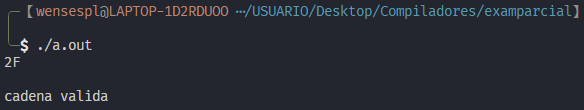 [wensespl@LAPTOP-1D2RDUOO ⋯/USUARIO/Desktop/Compiladores/examparcial]
$ ./a.out
2F
cadena valida